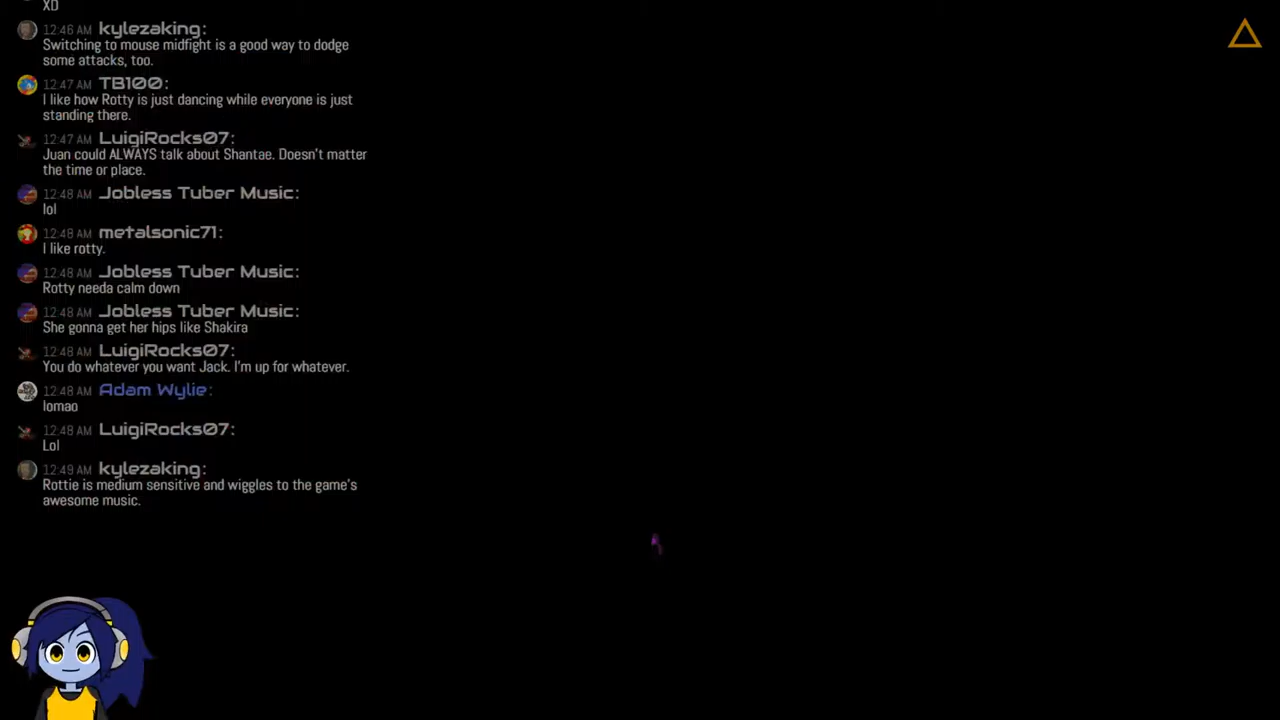 XD
12:46 AM kylezaking:
Switching to mouse midfight is a good way to dodge
some attacks, too.
12:47 AM TB100:
I like how Rotty is just dancing while everyone is just
standing there.
12:47 AM LuigiRocks07:
Juan could ALWAYS talk about Shantae. Doesn't matter
the time or place.
12:48 AM Jobless Tuber Music:
lol
12:48 AM metalsonic71:
I like rotty.
12:48 AM Jobless Tuber Music:
Rotty needa calm down
12:48 AM Jobless Tuber Music:
She gonna get her hips like Shakira
12:48 AM LuigiRocks07:
You do whatever you want Jack. I'm up for whatever.
12:48 AM Adam Wylie:
lomao
12:48 AM LuigiRocks07:
Lol
12:49 AM kylezaking:
Rottie is medium sensitive and wiggles to the game's
awesome music.